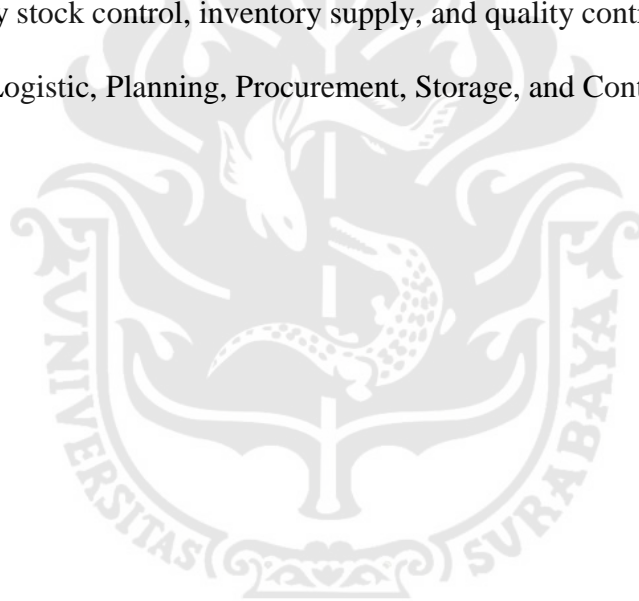 y stock control, inventory supply, and quality cont
Logistic, Planning, Procurement, Storage, and Cont
UNIVERSITAS SURABAYA